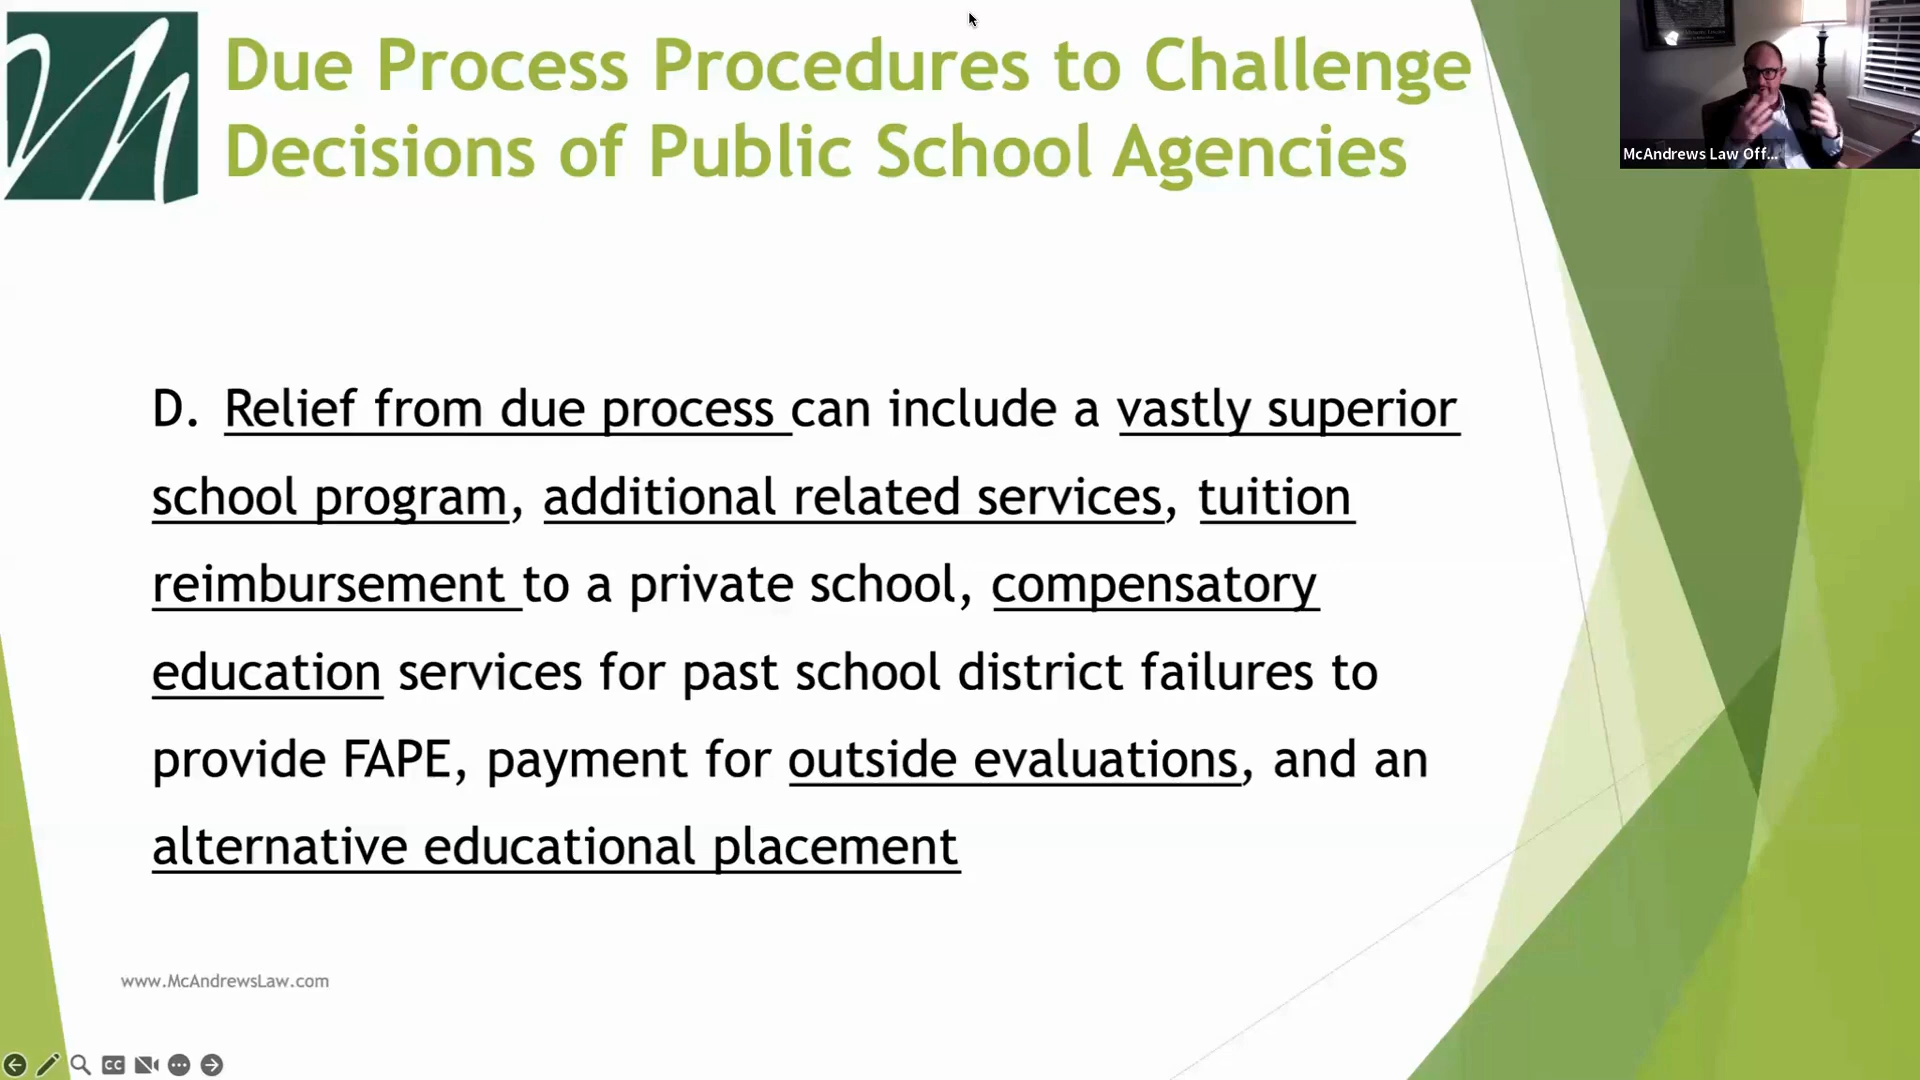 Due Process Procedures to Challenge
Decisions of Public School Agencies
McAndrews Law Off...
D. Relief from due process can include a vastly superior
school program, additional related services, tuition
reimbursement to a private school, compensatory
education services for past school district failures to
provide FAPE, payment for outside evaluations, and an
alternative educational placement
www.McAndrewsLaw.com
CC